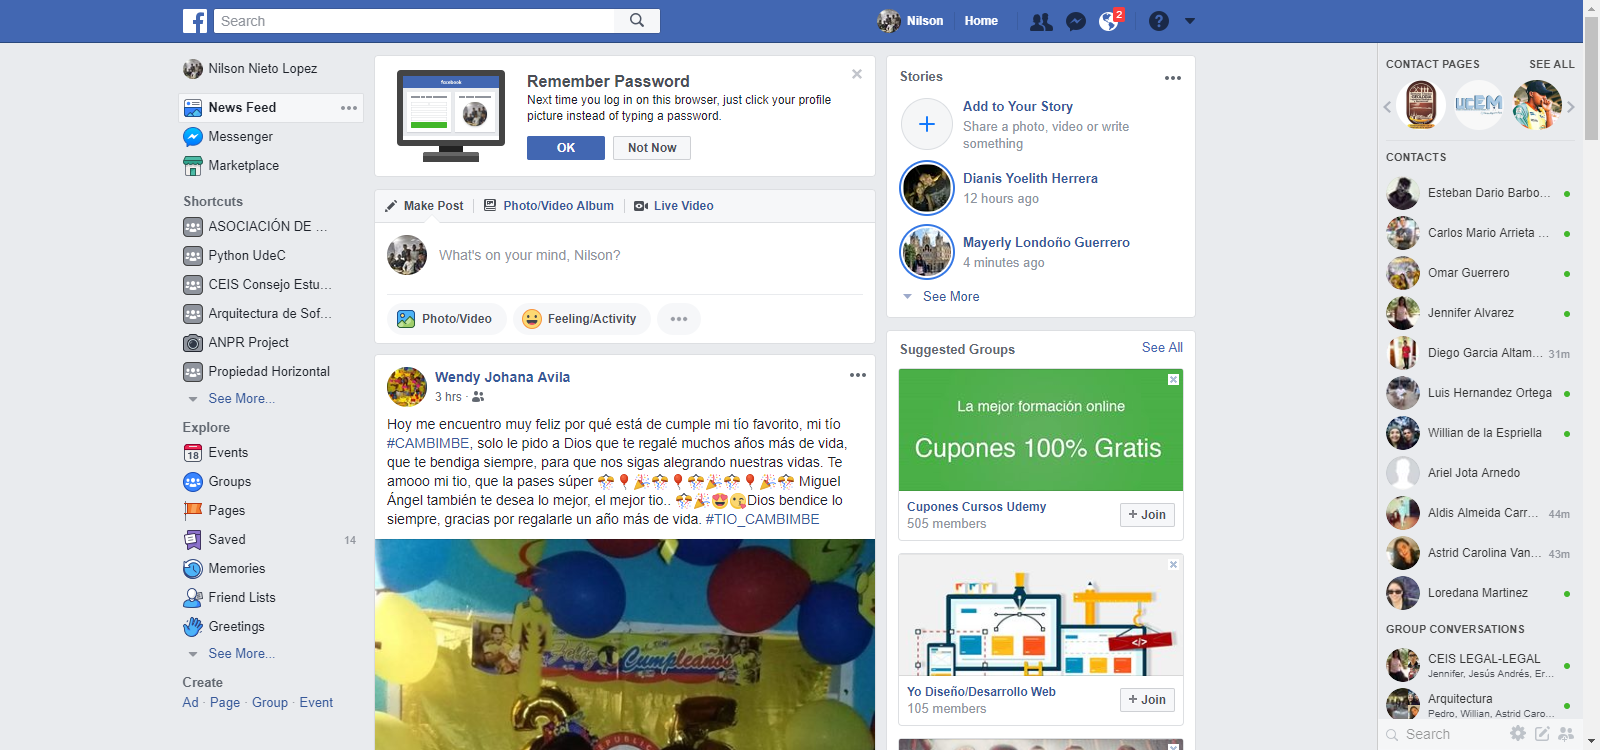 Search
Nilson
Home
2
Nilson Nieto Lopez
News Feed
Messenger
Marketplace
Shortcuts
ASOCIACIÓN DE ...
Python UdeC
CEIS Consejo Estu...
Arquitectura de Sof...
ANPR Project
Propiedad Horizontal
See More...
Explore
18
Events
Groups
Pages
Saved 14
Memories
Friend Lists
Greetings
See More...
Create
Ad · Page · Group · Event
facebook
Remember Password
Next time you log in on this browser, just click your profile
picture instead of typing a password.
OK
Not Now
Make Post
Photo/Video Album
Live Video
What's on your mind, Nilson?
Photo/Video
Feeling/Activity
Wendy Johana Avila
3 hrs ·
Hoy me encuentro muy feliz por qué está de cumple mi tío favorito, mi tío
#CAMBIMBE, solo le pido a Dios que te regalé muchos años más de vida,
que te bendiga siempre, para que nos sigas alegrando nuestras vidas. Te
amooo mi tio, que la pases súper 🎊🎈🎉🎊🎈🎊🎉🎊🎈🎉🎊 Miguel
Ángel también te desea lo mejor, el mejor tio.. 🎊🎉😍😘Dios bendice lo
siempre, gracias por regalarle un año más de vida. #TIO_CAMBIMBE
Feliz
Cumpleaños
Stories
Add to Your Story
Share a photo, video or write
something
Dianis Yoelith Herrera
12 hours ago
Mayerly Londoño Guerrero
4 minutes ago
See More
Suggested Groups
See All
La mejor formación online
Cupones 100% Gratis
Cupones Cursos Udemy
505 members
+ Join
</>
Yo Diseño/Desarrollo Web
105 members
+ Join
CONTACT PAGES
SEE ALL
UCEM
CONTACTS
Esteban Dario Barbo...
Carlos Mario Arrieta ...
Omar Guerrero
Jennifer Alvarez
Diego Garcia Altam... 31m
Luis Hernandez Ortega
Willian de la Espriella
Ariel Jota Arnedo
Aldis Almeida Carr... 44m
Astrid Carolina Van... 43m
Loredana Martinez
GROUP CONVERSATIONS
CEIS LEGAL-LEGAL
Jennifer, Jesús Andrés, Er...
Arquitectura
Pedro, Willian, Astrid Caro...
Search